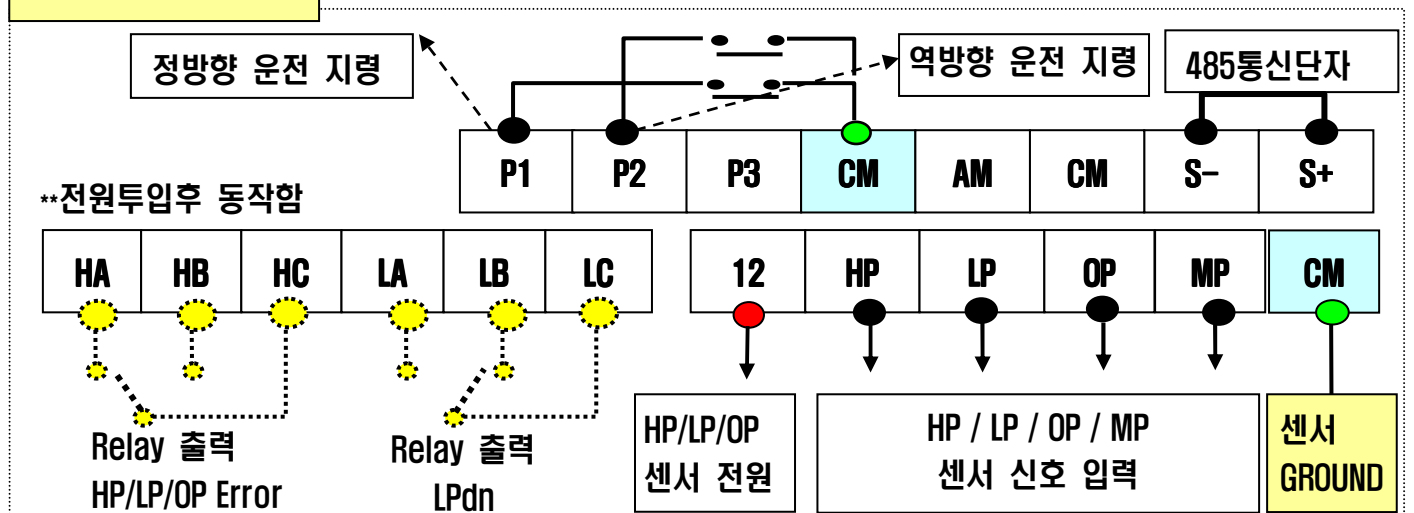 정방향 운전 지령
역방향 운전 지령
485통신단자
P1 P2 P3 CM AM CM S- S+
**전원투입후 동작함
HA HB HC LA LB LC
12 HP LP OP MP CM
Relay 출력
HP/LP/OP Error
Relay 출력
LPdn
HP/LP/OP
센서 전원
HP / LP / OP / MP
센서 신호 입력
센서
GROUND